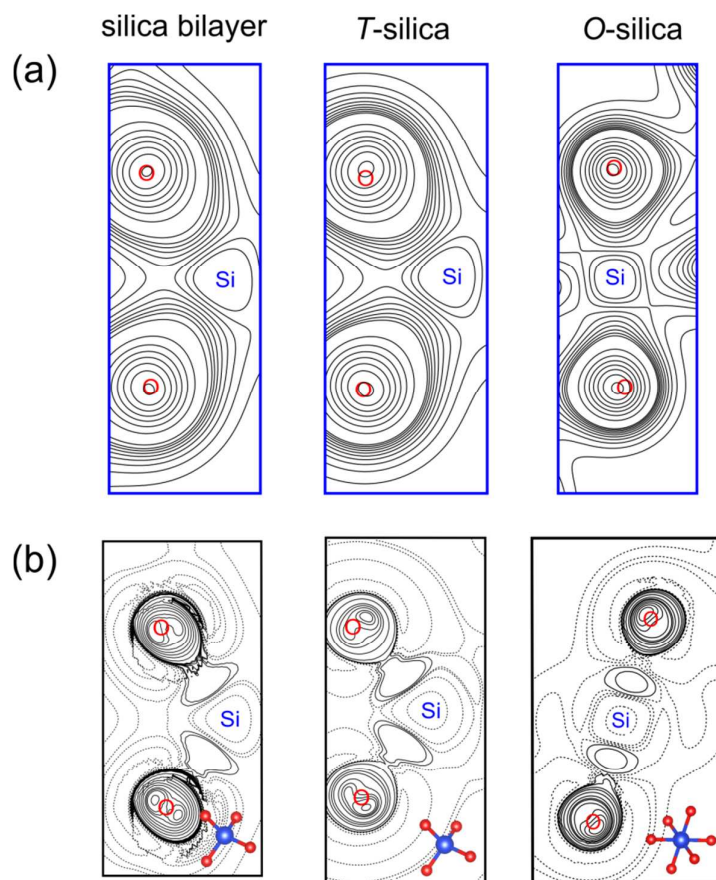 silica bilayer T-silica O-silica
(a)
O O O
Si Si Si
O O O
(b)
O O O
Si Si Si
O O O